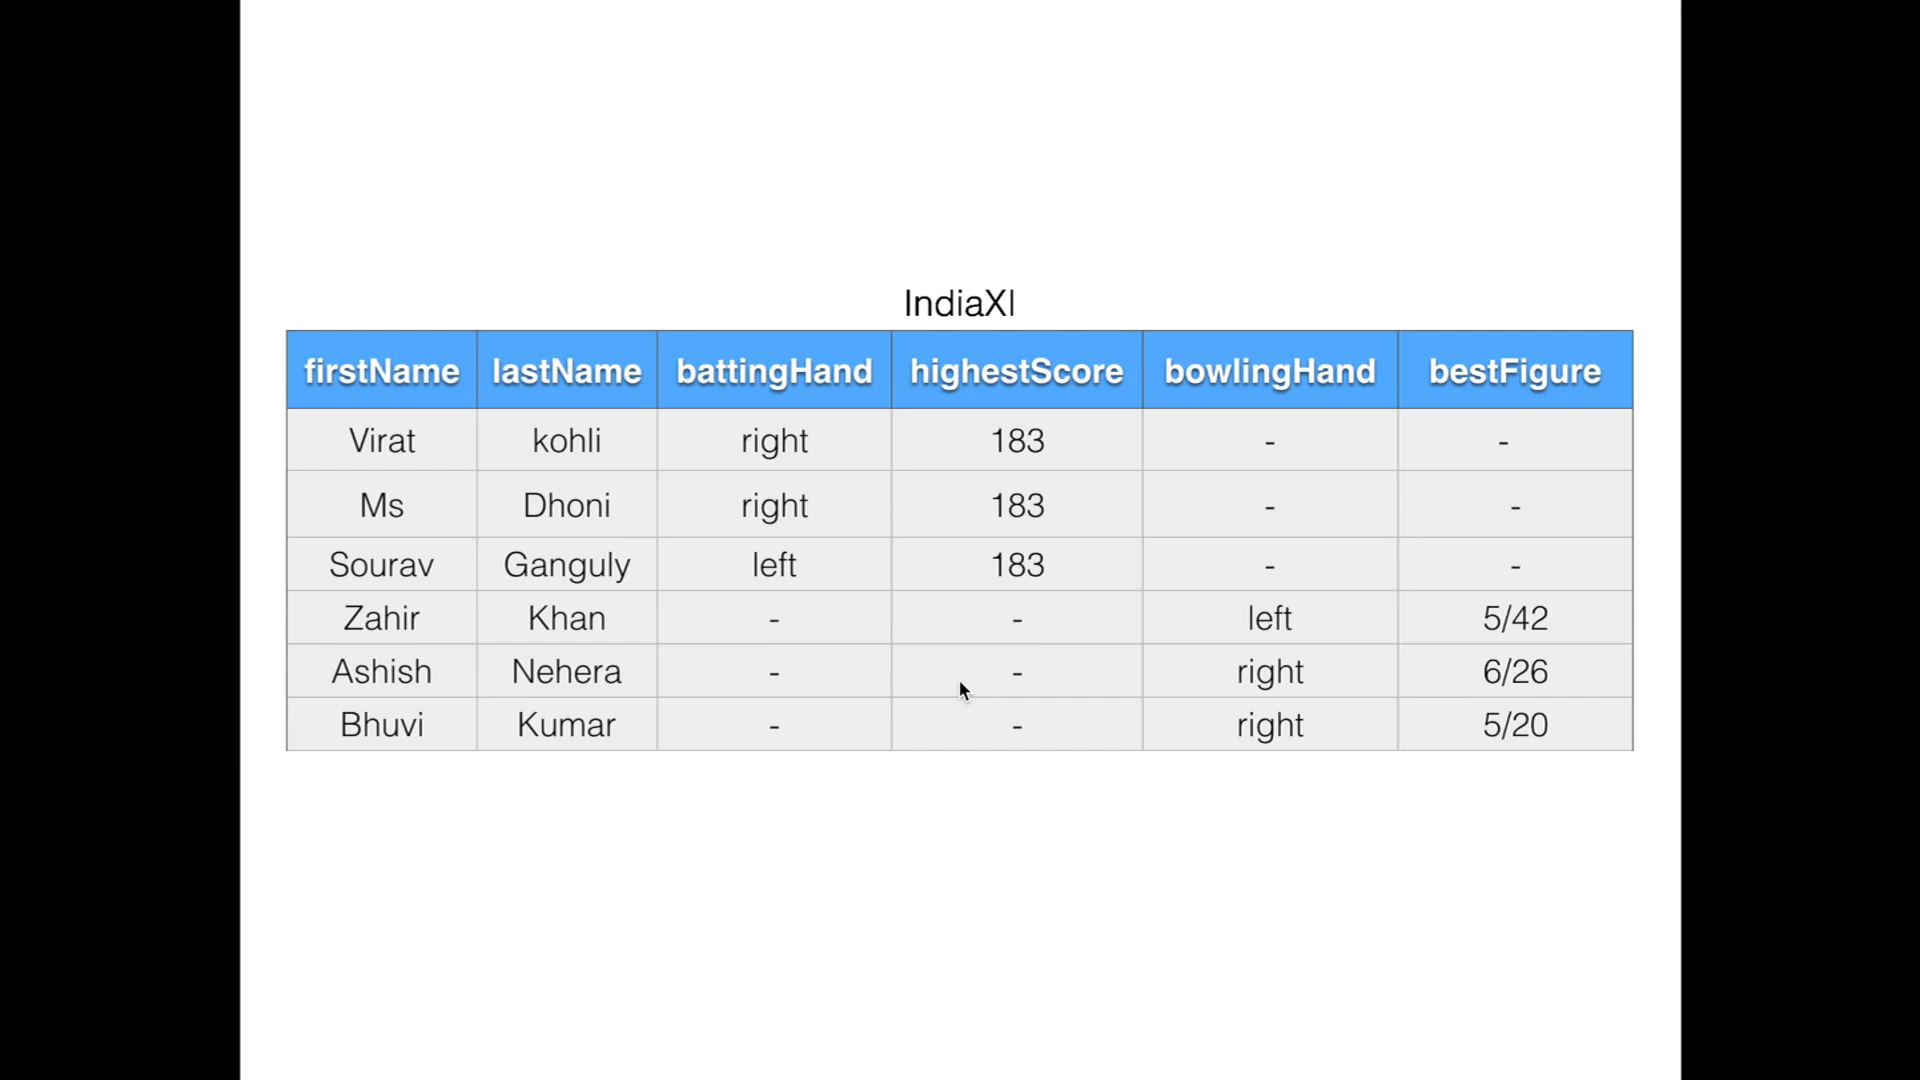 IndiaXI
firstName lastName battingHand highestScore bowlingHand bestFigure
Virat kohli right 183 - -
Ms Dhoni right 183 - -
Sourav Ganguly left 183 - -
Zahir Khan - - left 5/42
Ashish Nehera - - right 6/26
Bhuvi Kumar - - right 5/20